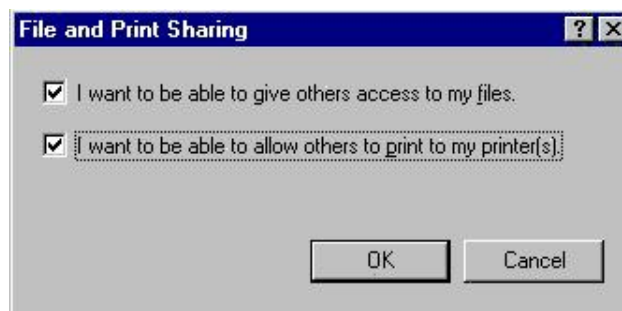 File and Print Sharing
I want to be able to give others access to my files.
I want to be able to allow others to print to my printer(s).
OK Cancel